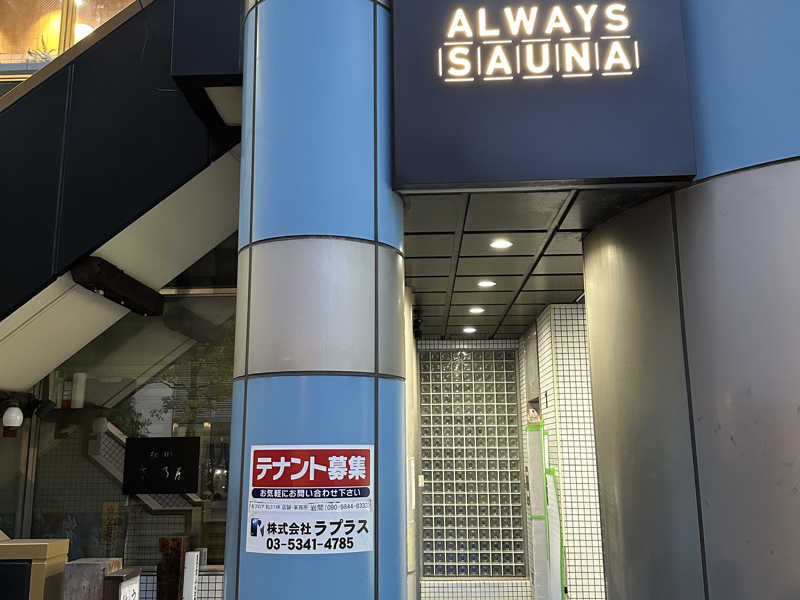 ALWAYS
SAUNA
テナント募集
お気軽にお問い合わせ下さい
株式会社ラプラス
03-5341-4785